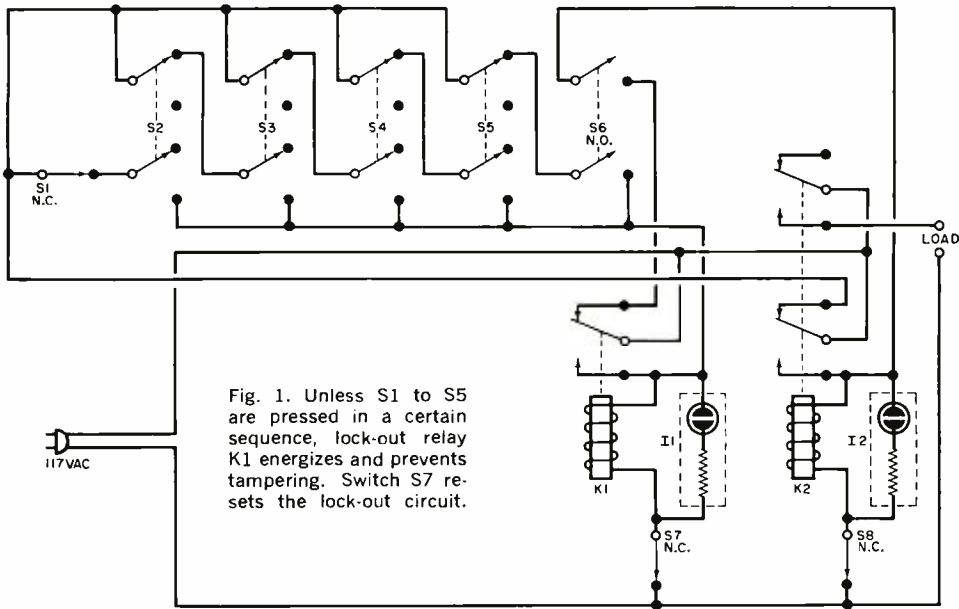 S2
S3
S4
S5
S6
N.O.
S1
N.C.
LOAD
Fig. 1. Unless S1 to S5
are pressed in a certain
sequence, lock-out relay
K1 energizes and prevents
tampering. Switch S7 re-
sets the lock-out circuit.
117VAC
I1
I2
K1
K2
S7
N.C.
S8
N.C.